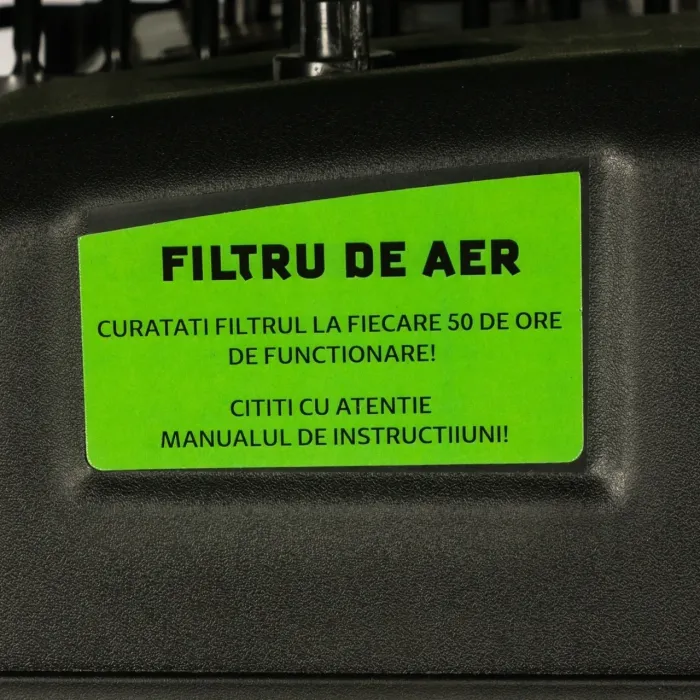 FILTRU DE AER
CURATATI FILTRUL LA FIECARE 50 DE ORE
DE FUNCTIONARE!
CITITI CU ATENTIE
MANUALUL DE INSTRUCTIIUNI!